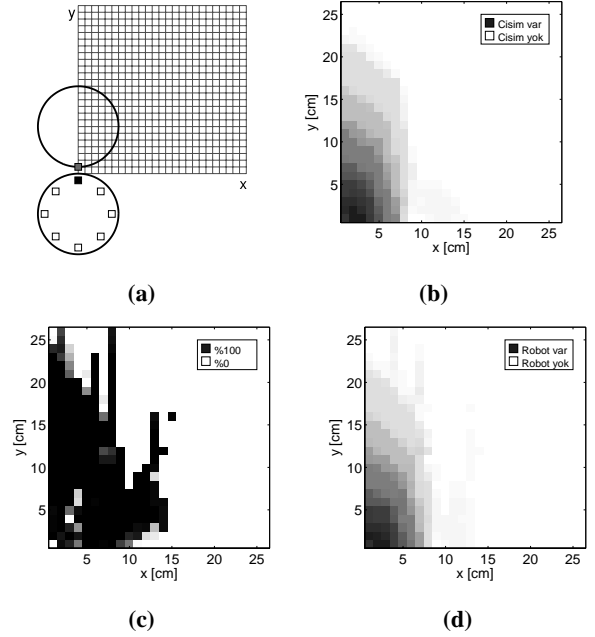 y
x
(a)
Cisim var
Cisim yok
25
20
15
10
5
y [cm]
5 10 15 20 25
x [cm]
(b)
%100
%0
25
20
15
10
5
y [cm]
5 10 15 20 25
x [cm]
(c)
Robot var
Robot yok
25
20
15
10
5
y [cm]
5 10 15 20 25
x [cm]
(d)